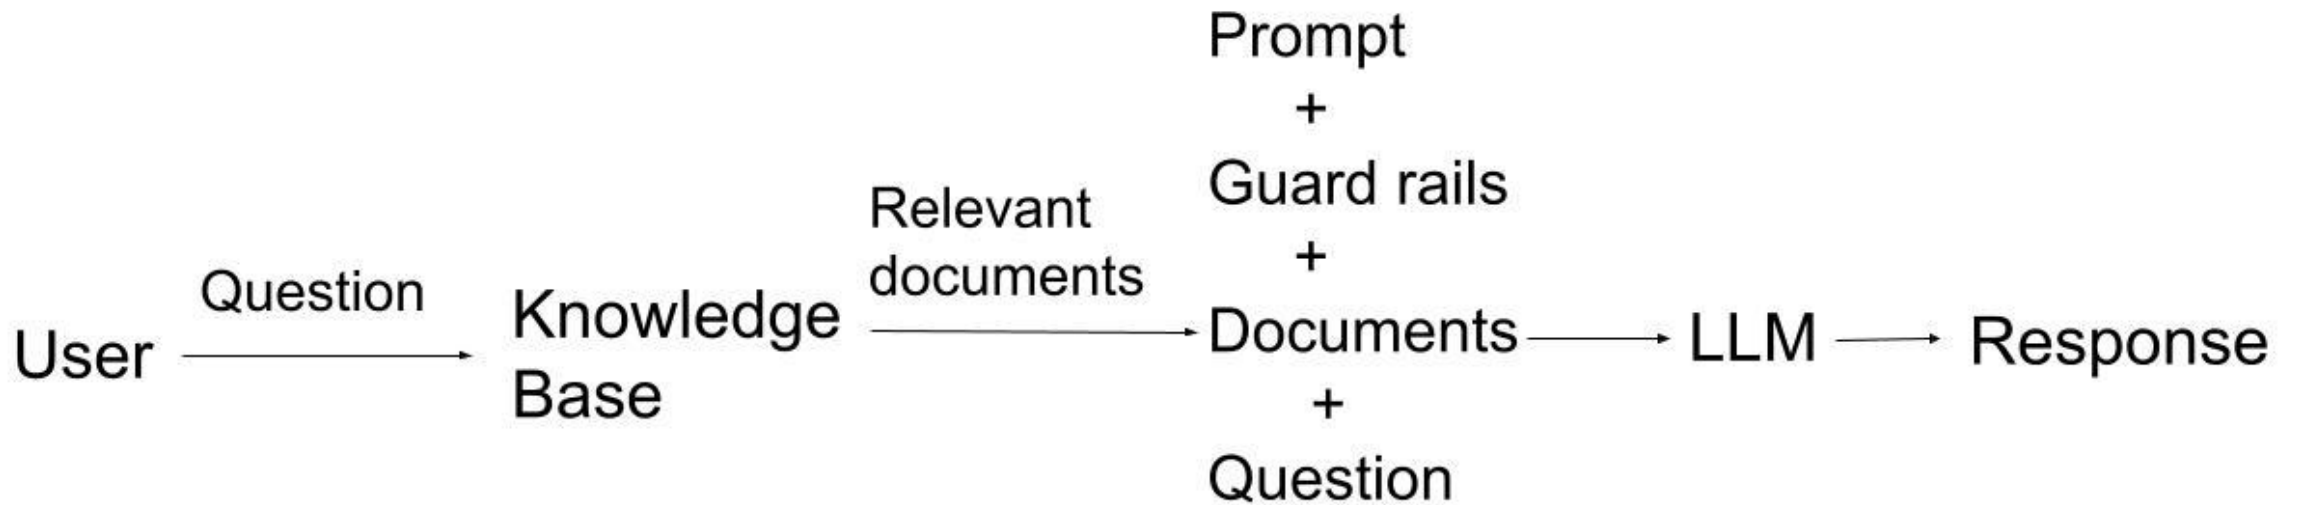 User
Question
Knowledge
Base
Relevant
documents
Prompt
+
Guard rails
+
Documents
+
Question
LLM
Response